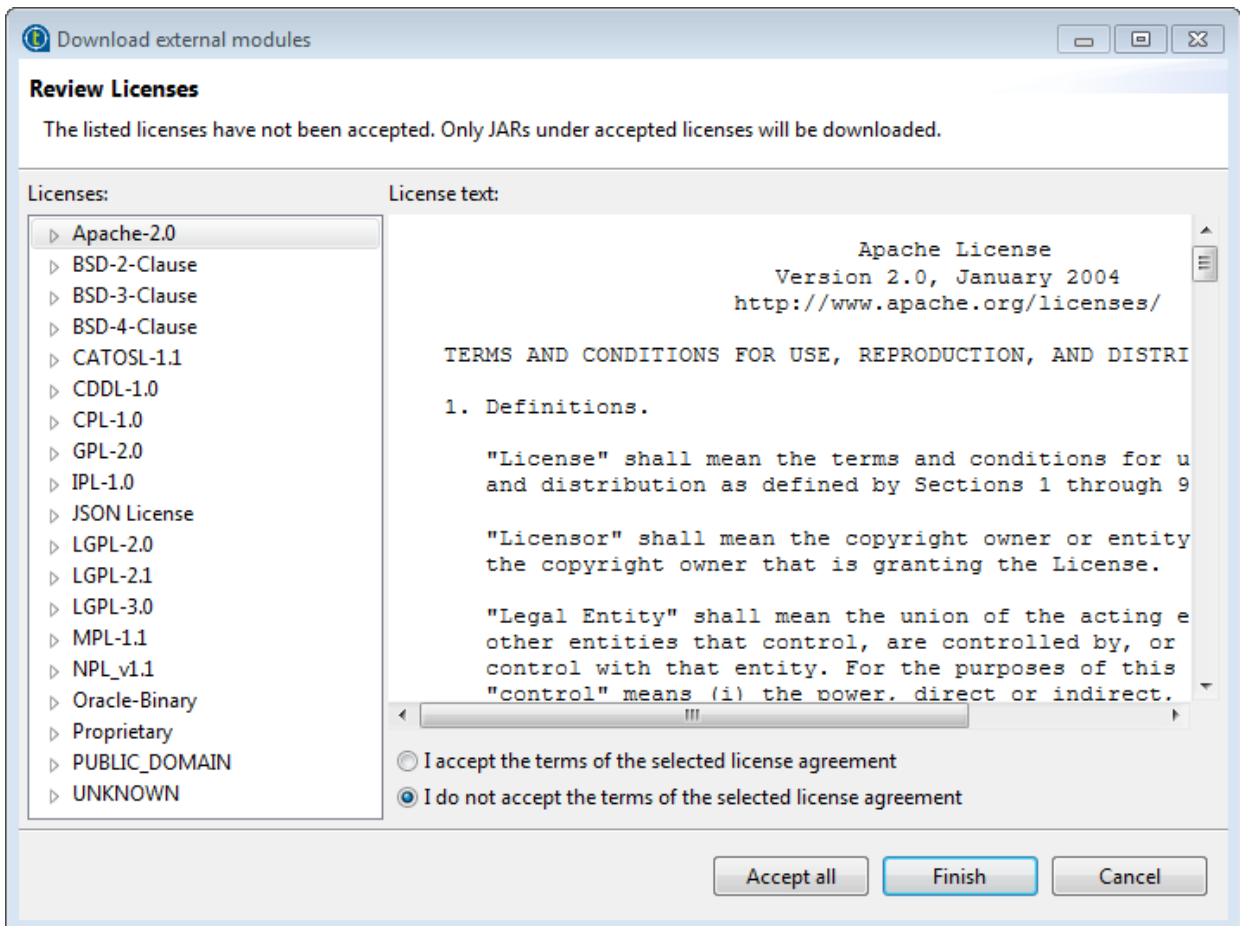 Download external modules
Review Licenses
The listed licenses have not been accepted. Only JARs under accepted licenses will be downloaded.
Licenses:
Apache-2.0
BSD-2-Clause
BSD-3-Clause
BSD-4-Clause
CATOSL-1.1
CDDL-1.0
CPL-1.0
GPL-2.0
IPL-1.0
JSON License
LGPL-2.0
LGPL-2.1
LGPL-3.0
MPL-1.1
NPL_v1.1
Oracle-Binary
Proprietary
PUBLIC_DOMAIN
UNKNOWN
License text:
Apache License
Version 2.0, January 2004
http://www.apache.org/licenses/
TERMS AND CONDITIONS FOR USE, REPRODUCTION, AND DISTRI
1. Definitions.
"License" shall mean the terms and conditions for u
and distribution as defined by Sections 1 through 9
"Licensor" shall mean the copyright owner or entity
the copyright owner that is granting the License.
"Legal Entity" shall mean the union of the acting e
other entities that control, are controlled by, or
control with that entity. For the purposes of this
"control" means (i) the power, direct or indirect,
I accept the terms of the selected license agreement
I do not accept the terms of the selected license agreement
Accept all
Finish
Cancel